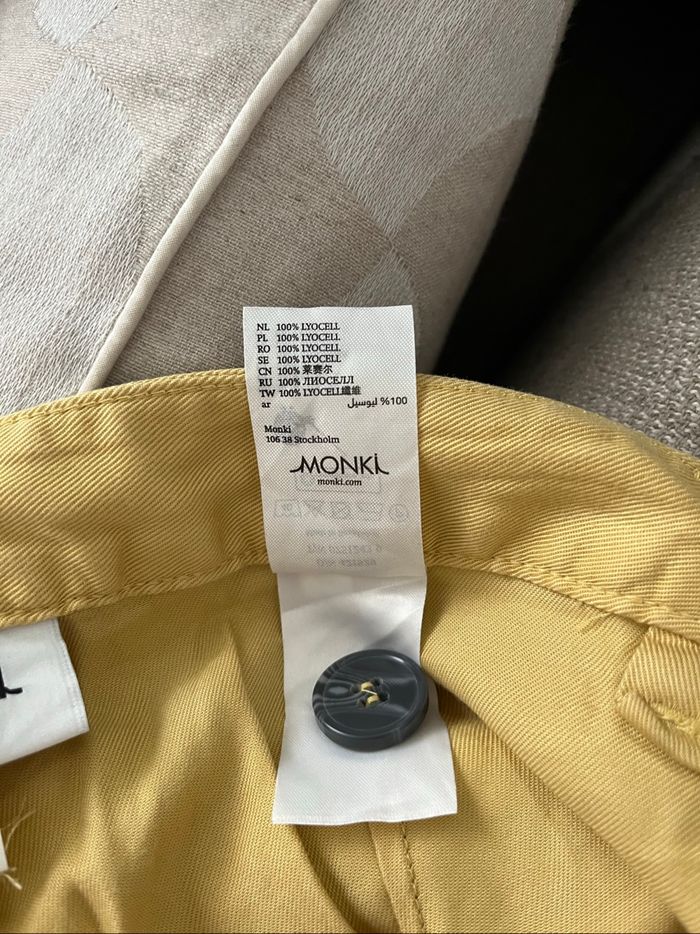 NL 100% LYOCELL
PL 100% LYOCELL
RO 100% LYOCELL
SE 100% LYOCELL
CN 100% 莱赛尔
RU 100% ЛИОСЕЛЛ
TW 100% LYOCELL纖維
ar 100% ليوسيل
Monki
106 38 Stockholm
MONKI
monki.com